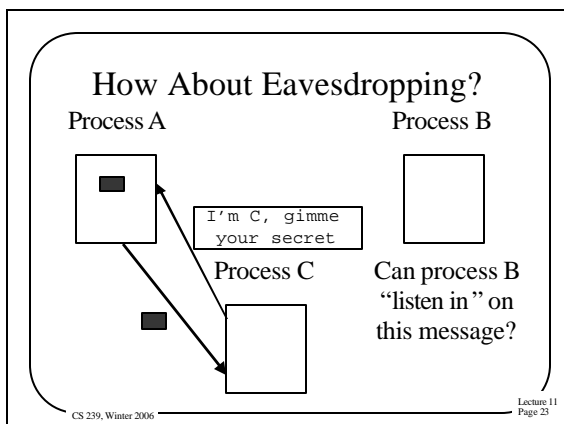 How About Eavesdropping?
Process A
Process B
I'm C, gimme
your secret
Process C
Can process B
"listen in" on
this message?
CS 239, Winter 2006
Lecture 11
Page 23